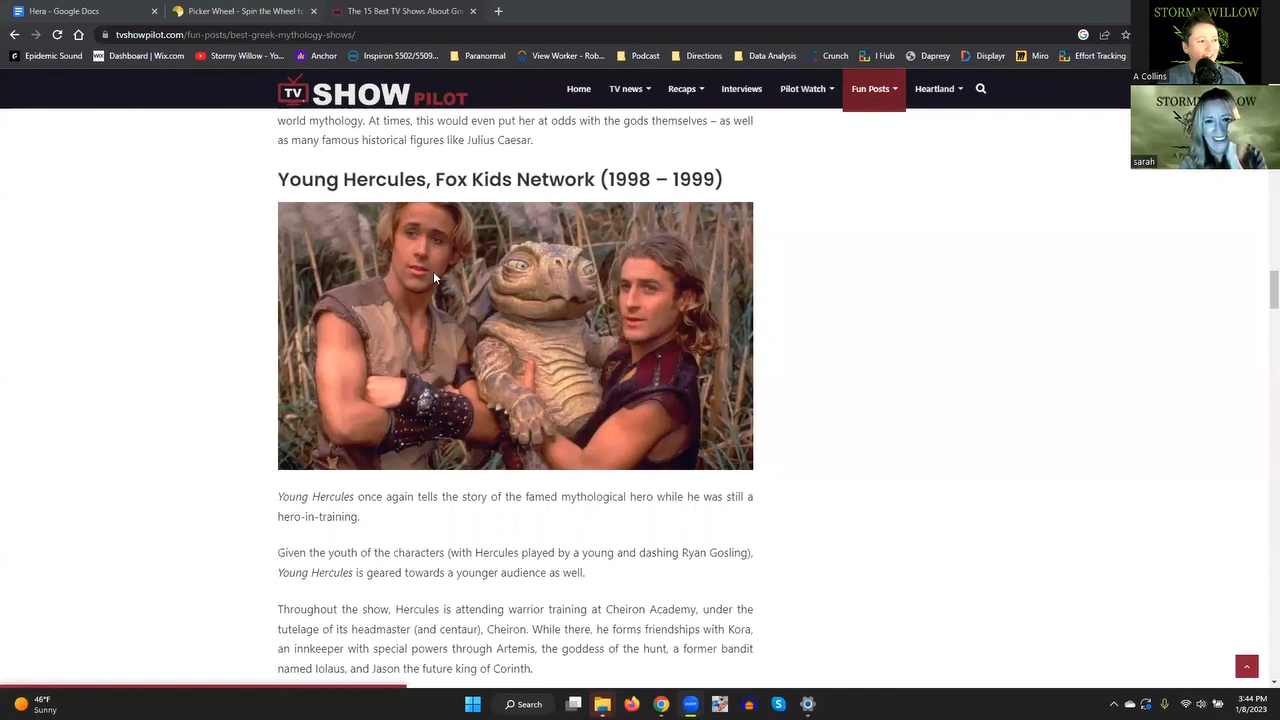 Hera - Google Docs
Picker Wheel - Spin the Wheel to
The 15 Best TV Shows About Gre
tvshowpilot.com/fun-posts/best-greek-mythology-shows/
Epidemic Sound
Dashboard | Wix.com
Stormy Willow - Yo...
Anchor
Inspiron 5502/5509...
Paranormal
View Worker - Rob...
Podcast
Directions
Data Analysis
Crunch
I Hub
Dapresy
Displayr
Miro
Effort Tracking
STORMY WILLOW
A Collins
sarah
TV SHOW PILOT
Home
TV news
Recaps
Interviews
Pilot Watch
Fun Posts
Heartland
world mythology. At times, this would even put her at odds with the gods themselves – as well
as many famous historical figures like Julius Caesar.
Young Hercules, Fox Kids Network (1998 – 1999)
Young Hercules once again tells the story of the famed mythological hero while he was still a
hero-in-training.
Given the youth of the characters (with Hercules played by a young and dashing Ryan Gosling),
Young Hercules is geared towards a younger audience as well.
Throughout the show, Hercules is attending warrior training at Cheiron Academy, under the
tutelage of its headmaster (and centaur), Cheiron. While there, he forms friendships with Kora,
an innkeeper with special powers through Artemis, the goddess of the hunt, a former bandit
named Iolaus, and Jason the future king of Corinth.
46°F
Sunny
Search
3:44 PM
1/8/2023